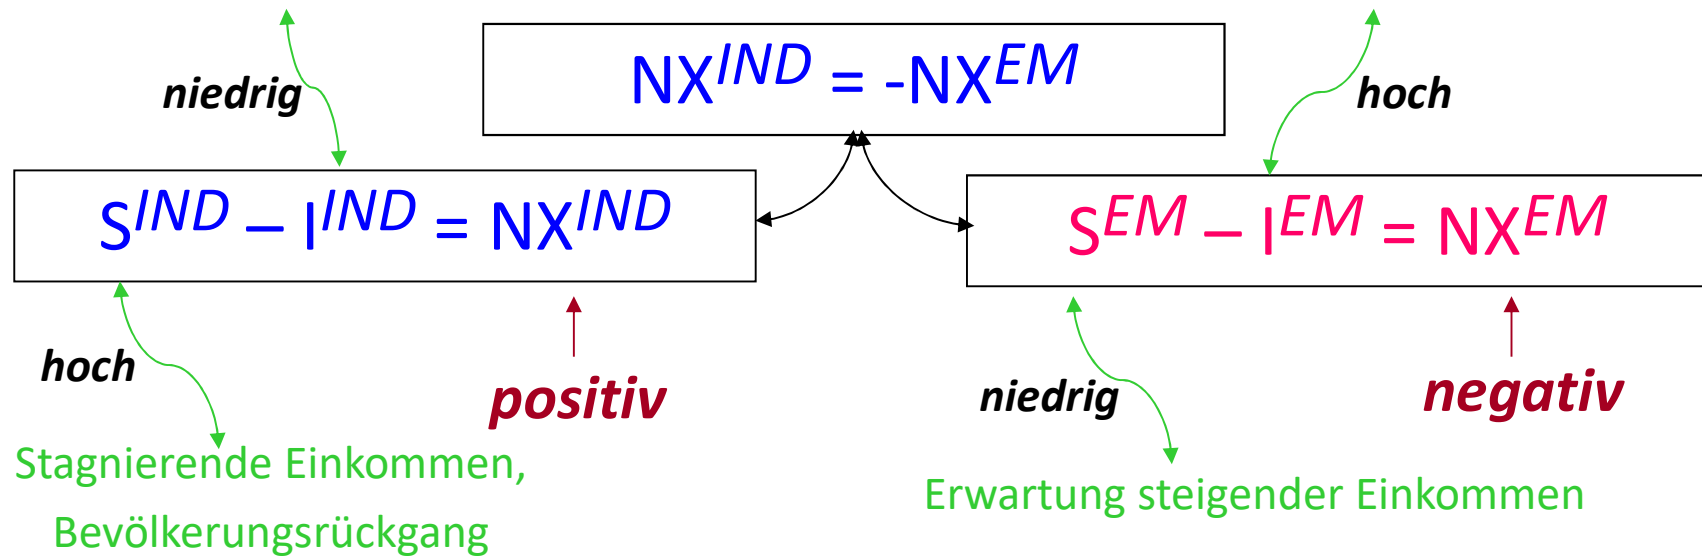 NX^IND = -NX^EM
niedrig
hoch
S^IND – I^IND = NX^IND
S^EM – I^EM = NX^EM
hoch
positiv
niedrig
negativ
Stagnierende Einkommen,
Bevölkerungsrückgang
Erwartung steigender Einkommen